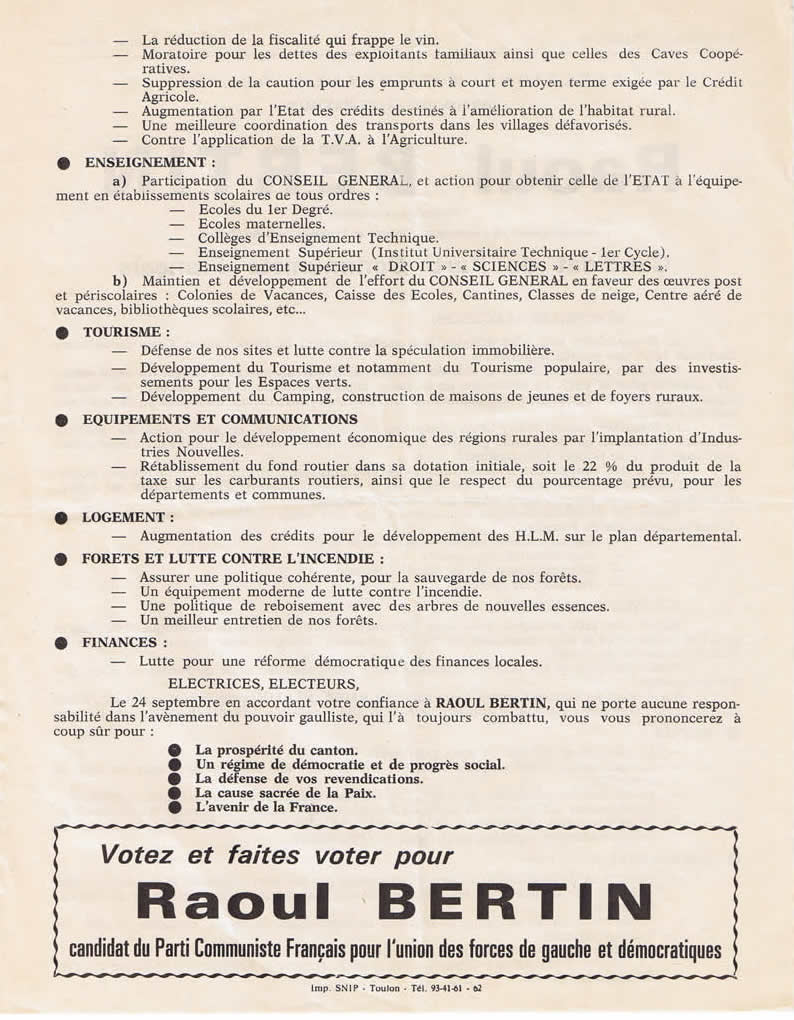 — La réduction de la fiscalité qui frappe le vin.
— Moratoire pour les dettes des exploitants familiaux ainsi que celles des Caves Coopé-
ratives.
— Suppression de la caution pour les emprunts à court et moyen terme exigée par le Crédit
Agricole.
— Augmentation par l'Etat des crédits destinés à l'amélioration de l'habitat rural.
— Une meilleure coordination des transports dans les villages défavorisés.
— Contre l'application de la T.V.A. à l'Agriculture.
● ENSEIGNEMENT :
a) Participation du CONSEIL GENERAL, et action pour obtenir celle de l'ETAT à l'équipe-
ment en établissements scolaires de tous ordres :
— Ecoles du 1er Degré.
— Ecoles maternelles.
— Collèges d'Enseignement Technique.
— Enseignement Supérieur (Institut Universitaire Technique - 1er Cycle).
— Enseignement Supérieur « DROIT » - « SCIENCES » - « LETTRES ».
b) Maintien et développement de l'effort du CONSEIL GENERAL en faveur des œuvres post
et périscolaires : Colonies de Vacances, Caisse des Ecoles, Cantines, Classes de neige, Centre aéré de
vacances, bibliothèques scolaires, etc...
● TOURISME :
— Défense de nos sites et lutte contre la spéculation immobilière.
— Développement du Tourisme et notamment du Tourisme populaire, par des investis-
sements pour les Espaces verts.
— Développement du Camping, construction de maisons de jeunes et de foyers ruraux.
● EQUIPEMENTS ET COMMUNICATIONS
— Action pour le développement économique des régions rurales par l'implantation d'Indus-
tries Nouvelles.
— Rétablissement du fond routier dans sa dotation initiale, soit le 22 % du produit de la
taxe sur les carburants routiers, ainsi que le respect du pourcentage prévu, pour les
départements et communes.
● LOGEMENT :
— Augmentation des crédits pour le développement des H.L.M. sur le plan départemental.
● FORETS ET LUTTE CONTRE L'INCENDIE :
— Assurer une politique cohérente, pour la sauvegarde de nos forêts.
— Un équipement moderne de lutte contre l'incendie.
— Une politique de reboisement avec des arbres de nouvelles essences.
— Un meilleur entretien de nos forêts.
● FINANCES :
— Lutte pour une réforme démocratique des finances locales.
ELECTRICES, ELECTEURS,
Le 24 septembre en accordant votre confiance à RAOUL BERTIN, qui ne porte aucune respon-
sabilité dans l'avènement du pouvoir gaulliste, qui l'à toujours combattu, vous vous prononcerez à
coup sûr pour :
● La prospérité du canton.
● Un régime de démocratie et de progrès social.
● La défense de vos revendications.
● La cause sacrée de la Paix.
● L'avenir de la France.
Votez et faites voter pour
Raoul BERTIN
candidat du Parti Communiste Français pour l'union des forces de gauche et démocratiques
Imp. SNIP - Toulon - Tél. 93-41-61 - 62